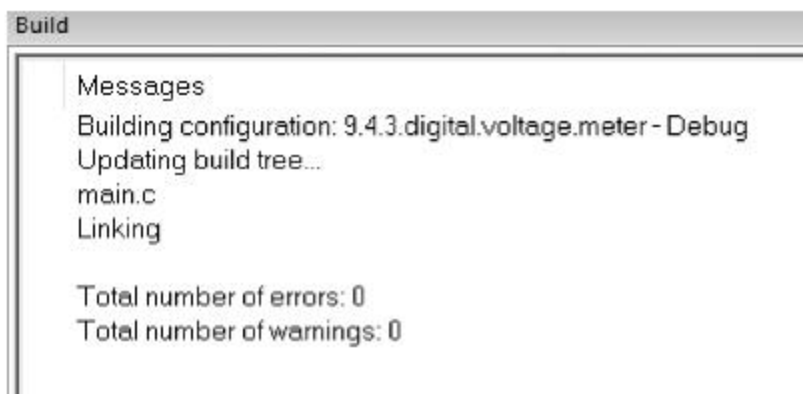 Build
Messages
Building configuration: 9.4.3.digital.voltage.meter - Debug
Updating build tree...
main.c
Linking
Total number of errors: 0
Total number of warnings: 0